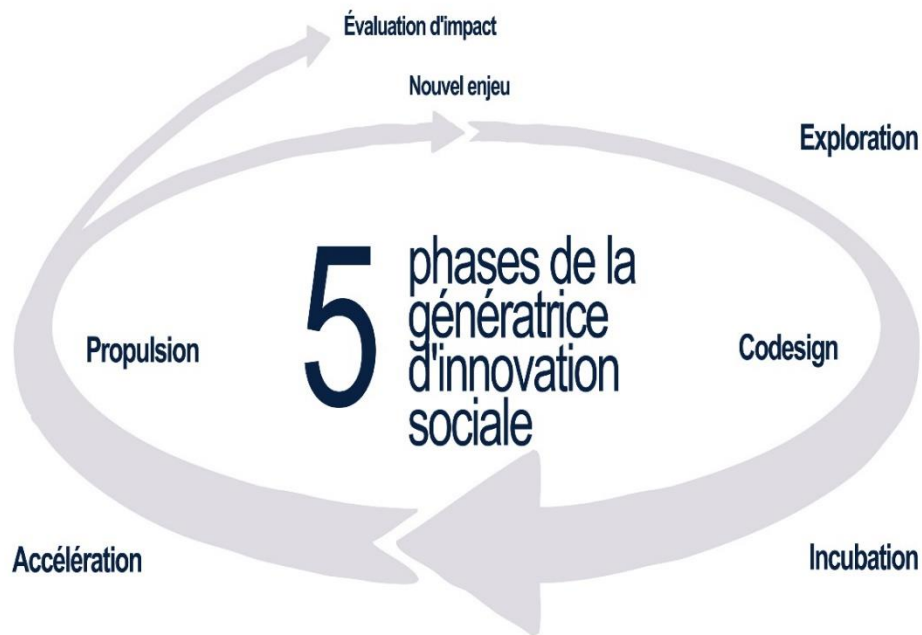 Évaluation d'impact
Nouvel enjeu
Exploration
5
phases de la
génératrice
d'innovation
sociale
Propulsion
Codesign
Accélération
Incubation